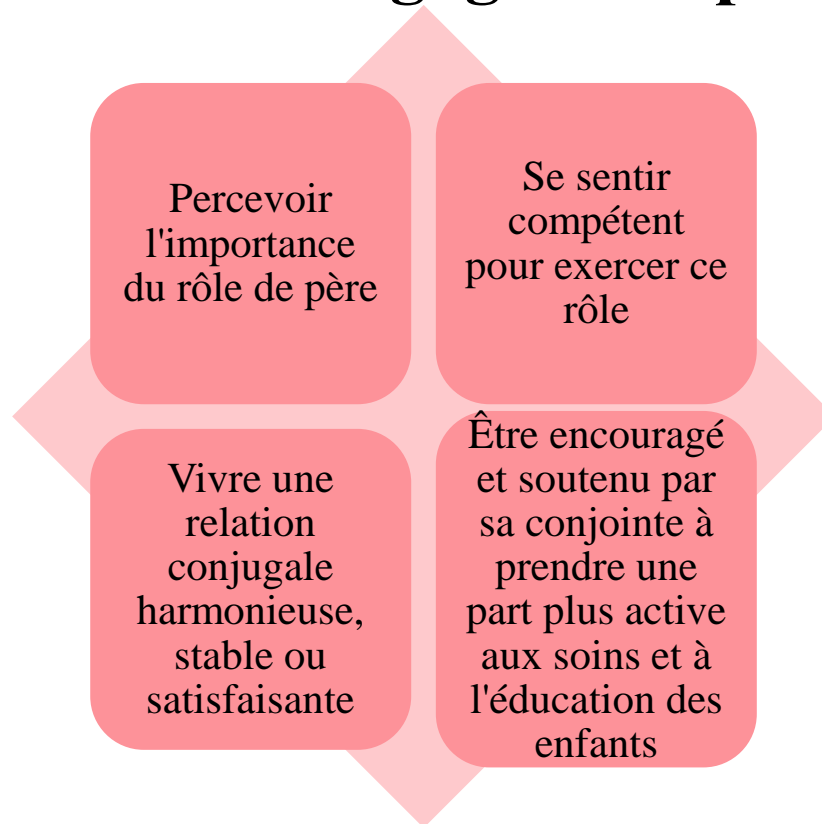 Percevoir
l'importance
du rôle de père
Se sentir
compétent
pour exercer ce
rôle
Vivre une
relation
conjugale
harmonieuse,
stable ou
satisfaisante
Être encouragé
et soutenu par
sa conjointe à
prendre une
part plus active
aux soins et à
l'éducation des
enfants